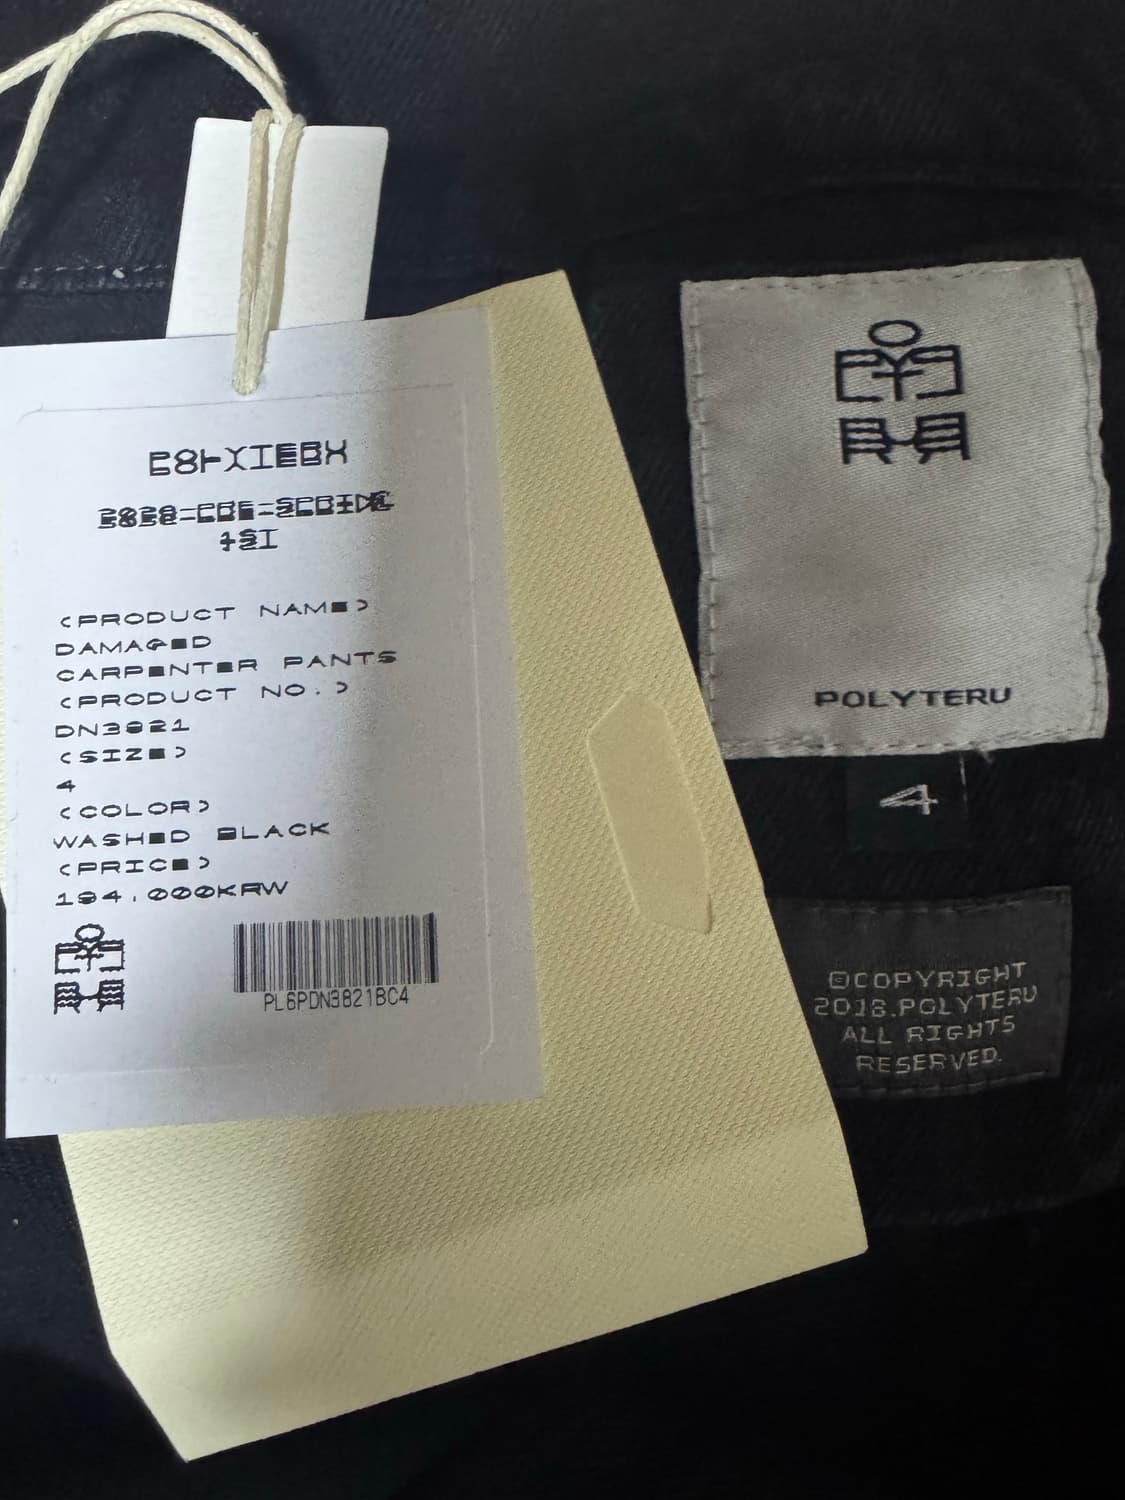 <PRODUCT NAME>
DAMAGED
CARPENTER PANTS
<PRODUCT NO.>
DN3821
<SIZE>
4
<COLOR>
WASHED BLACK
<PRICE>
194,000KRW
PL6PDN3821BC4
POLYTERU
4
©COPYRIGHT
2018.POLYTERU
ALL RIGHTS
RESERVED.